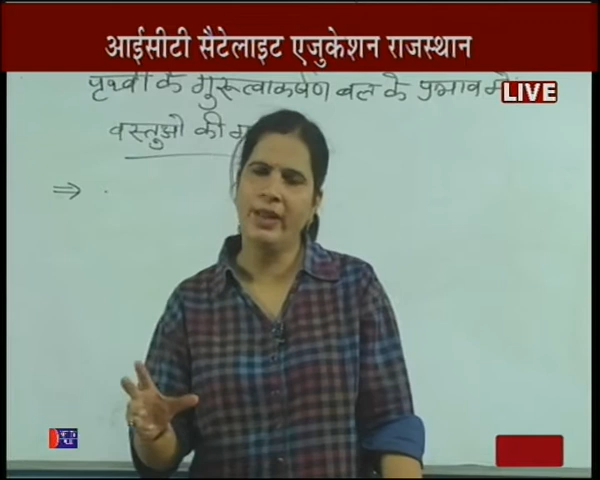 आईसीटी सैटेलाइट एजुकेशन राजस्थान
पृथ्वी के गुरूत्वाकर्षण बल के प्रभाव में
LIVE
वस्तुओ की
⇒